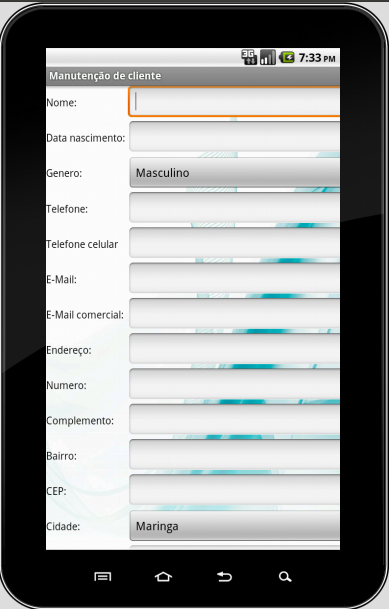 3G 7:33 PM
Manutenção de cliente
Nome:
Data nascimento:
Genero: Masculino
Telefone:
Telefone celular
E-Mail:
E-Mail comercial:
Endereço:
Numero:
Complemento:
Bairro:
CEP:
Cidade: Maringa